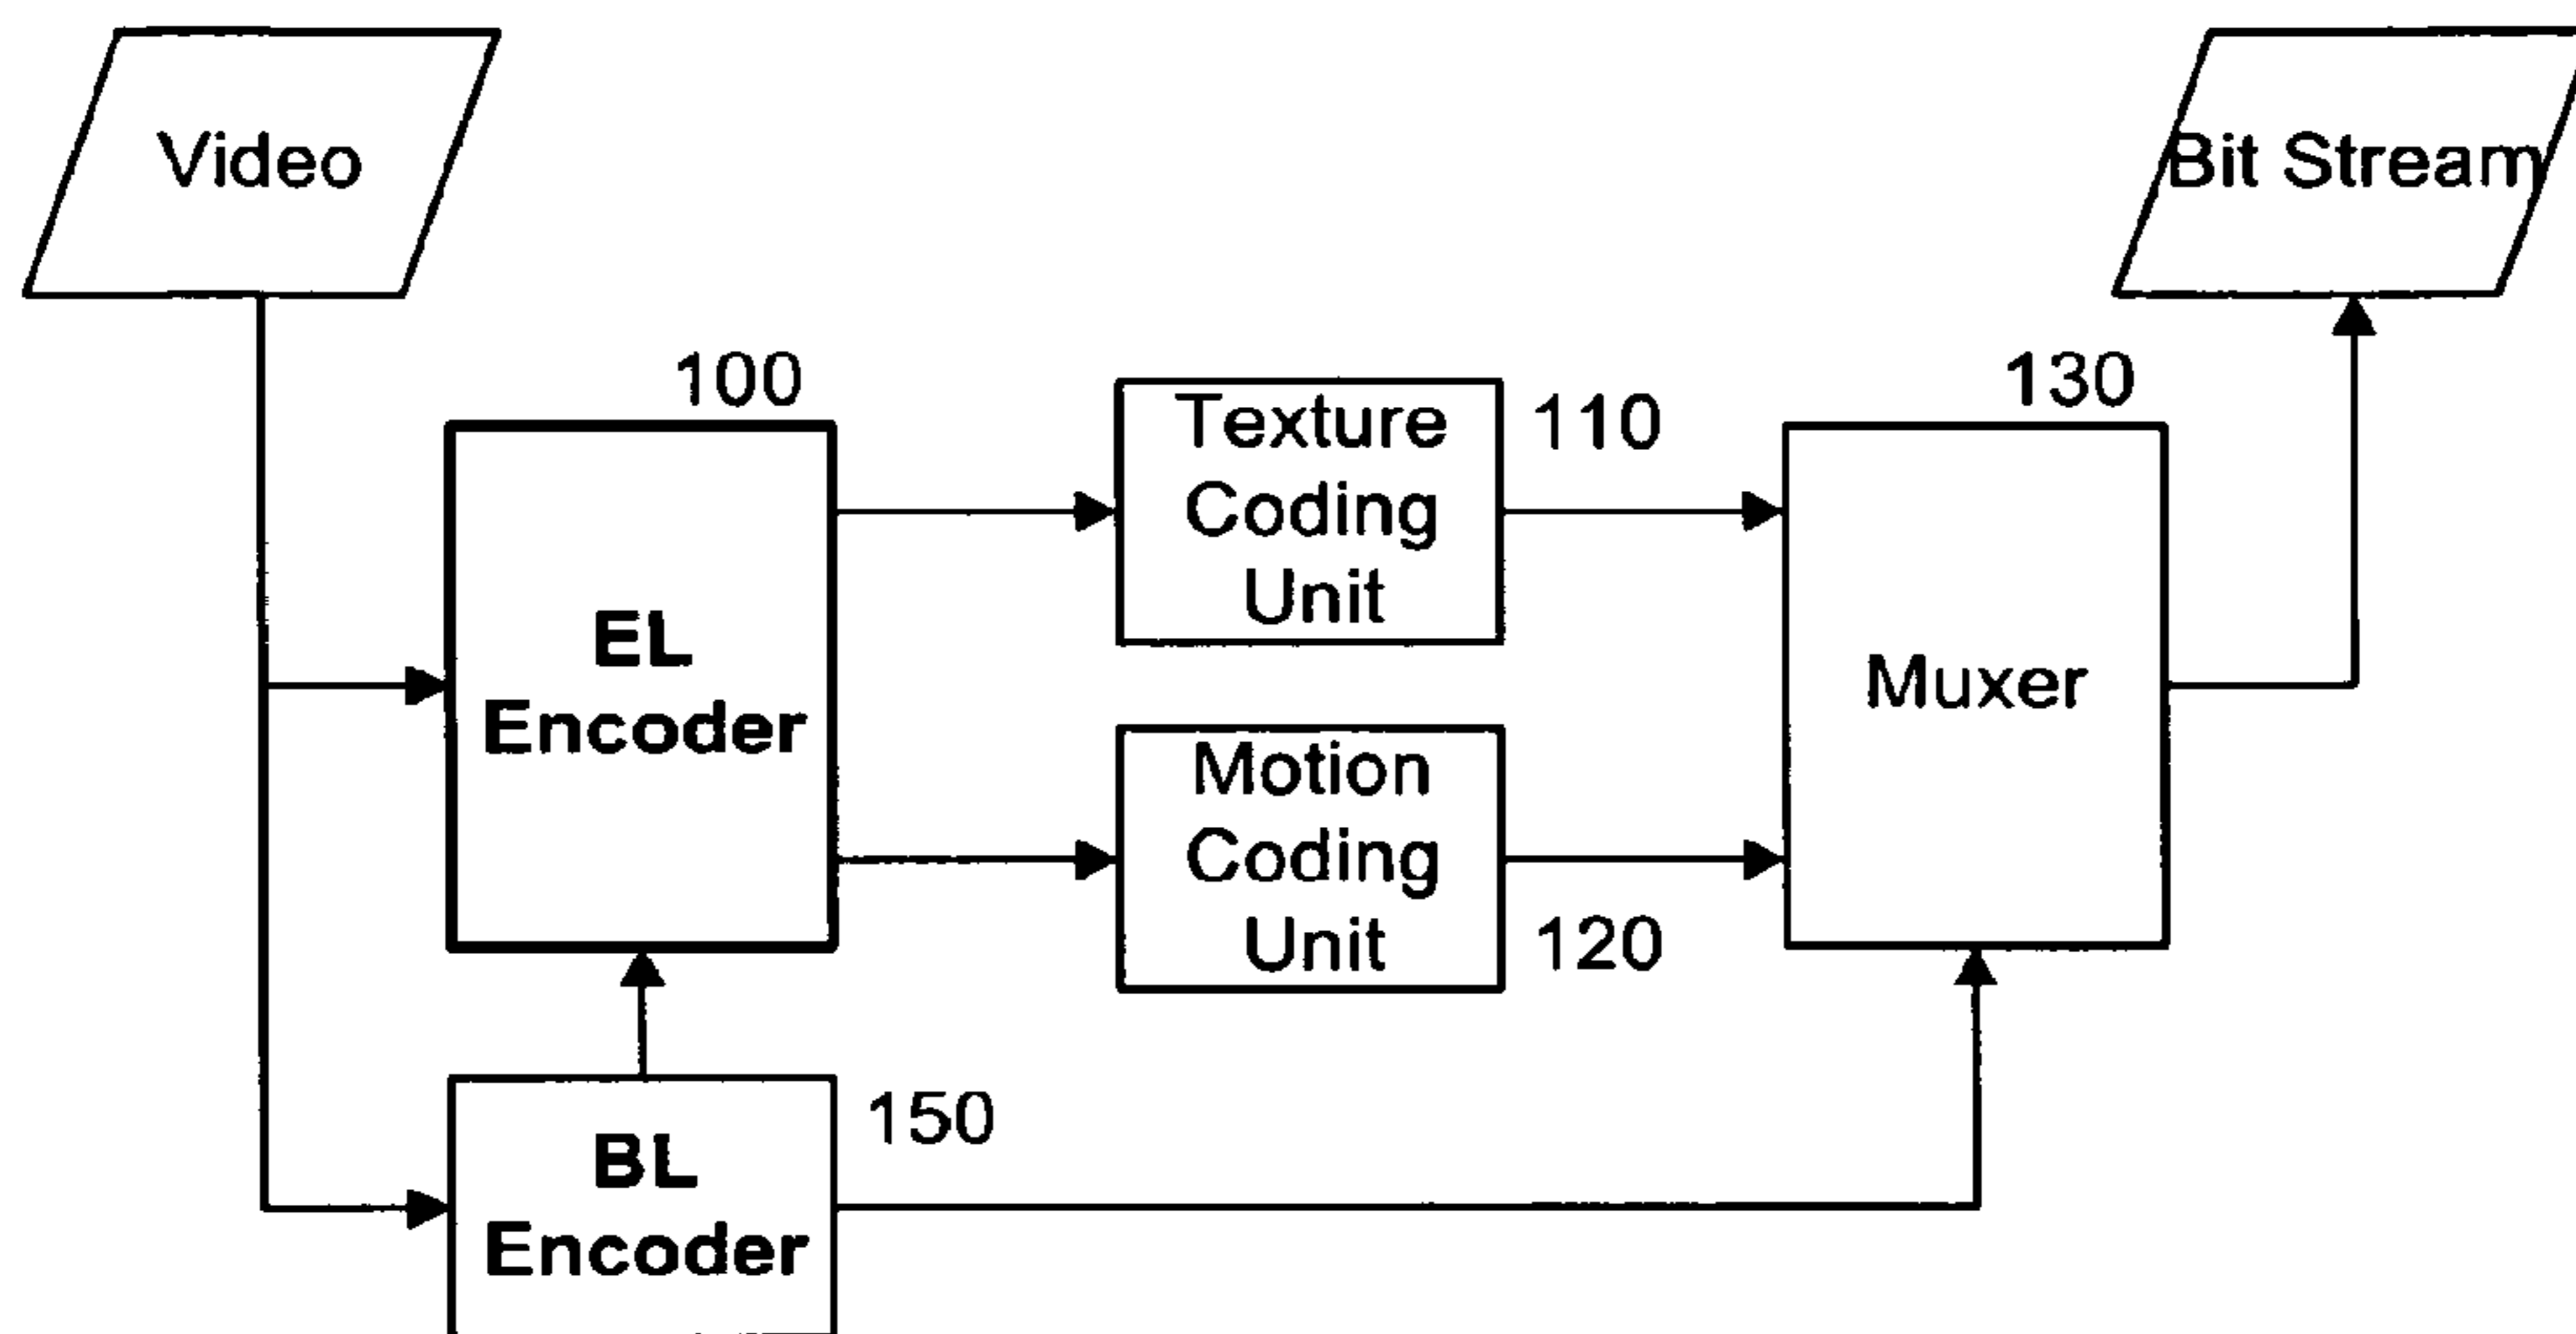 Video
Bit Stream
100
130
Texture
Coding
Unit
110
EL
Encoder
Muxer
Motion
Coding
Unit
120
150
BL
Encoder